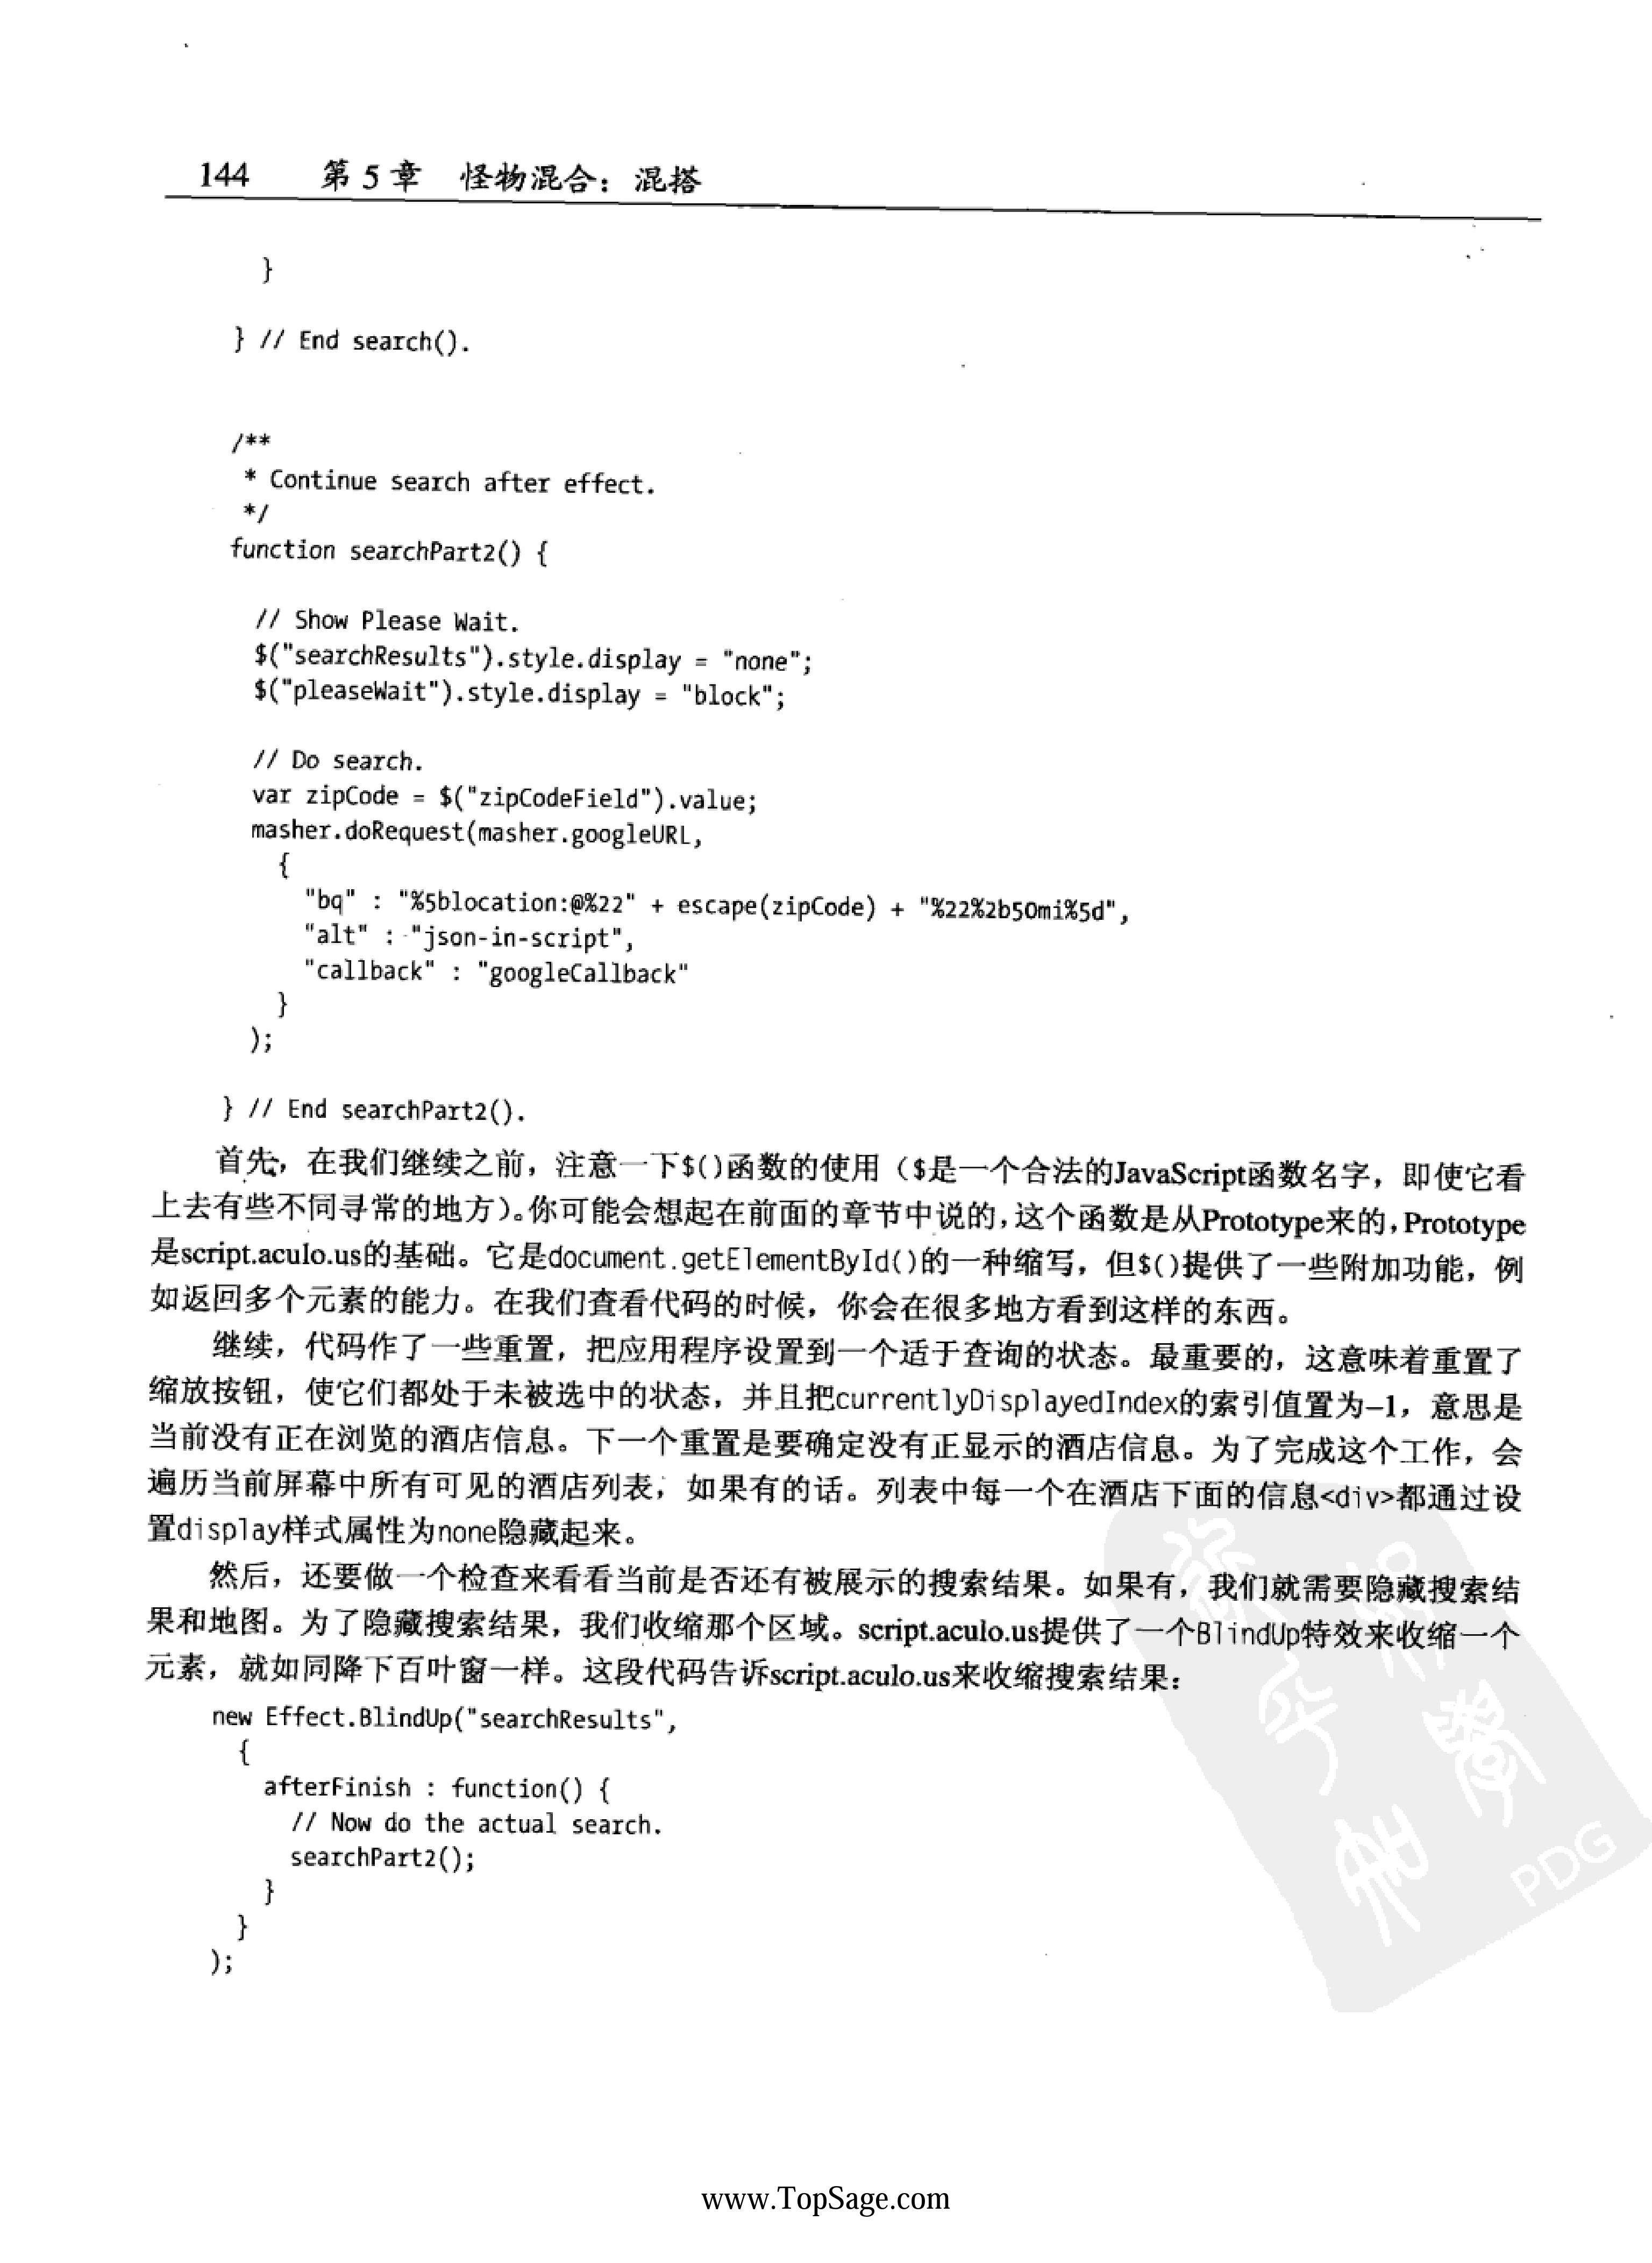 144 第 5 章 怪物混合：混搭
}
} // End search().
/**
* Continue search after effect.
*/
function searchPart2() {
// Show Please Wait.
$("searchResults").style.display = "none";
$("pleaseWait").style.display = "block";
// Do search.
var zipCode = $("zipCodeField").value;
masher.doRequest(masher.googleURL,
{
"bq" : "%5blocation:@%22" + escape(zipCode) + "%22%2b50mi%5d",
"alt" : "json-in-script",
"callback" : "googleCallback"
}
);
} // End searchPart2().
首先，在我们继续之前，注意一下$()函数的使用（$是一个合法的JavaScript函数名字，即使它看
上去有些不同寻常的地方）。你可能会想起在前面的章节中说的，这个函数是从Prototype来的，Prototype
是script.aculo.us的基础。它是document.getElementById()的一种缩写，但$()提供了一些附加功能，例
如返回多个元素的能力。在我们查看代码的时候，你会在很多地方看到这样的东西。
继续，代码作了一些重置，把应用程序设置到一个适于查询的状态。最重要的，这意味着重置了
缩放按钮，使它们都处于未被选中的状态，并且把currentlyDisplayedIndex的索引值置为–1，意思是
当前没有正在浏览的酒店信息。下一个重置是要确定没有正显示的酒店信息。为了完成这个工作，会
遍历当前屏幕中所有可见的酒店列表，如果有的话。列表中每一个在酒店下面的信息<div>都通过设
置display样式属性为none隐藏起来。
然后，还要做一个检查来看看当前是否还有被展示的搜索结果。如果有，我们就需要隐藏搜索结
果和地图。为了隐藏搜索结果，我们收缩那个区域。script.aculo.us提供了一个BlindUp特效来收缩一个
元素，就如同降下百叶窗一样。这段代码告诉script.aculo.us来收缩搜索结果：
new Effect.BlindUp("searchResults",
{
afterFinish : function() {
// Now do the actual search.
searchPart2();
}
}
);
PDG
www.TopSage.com